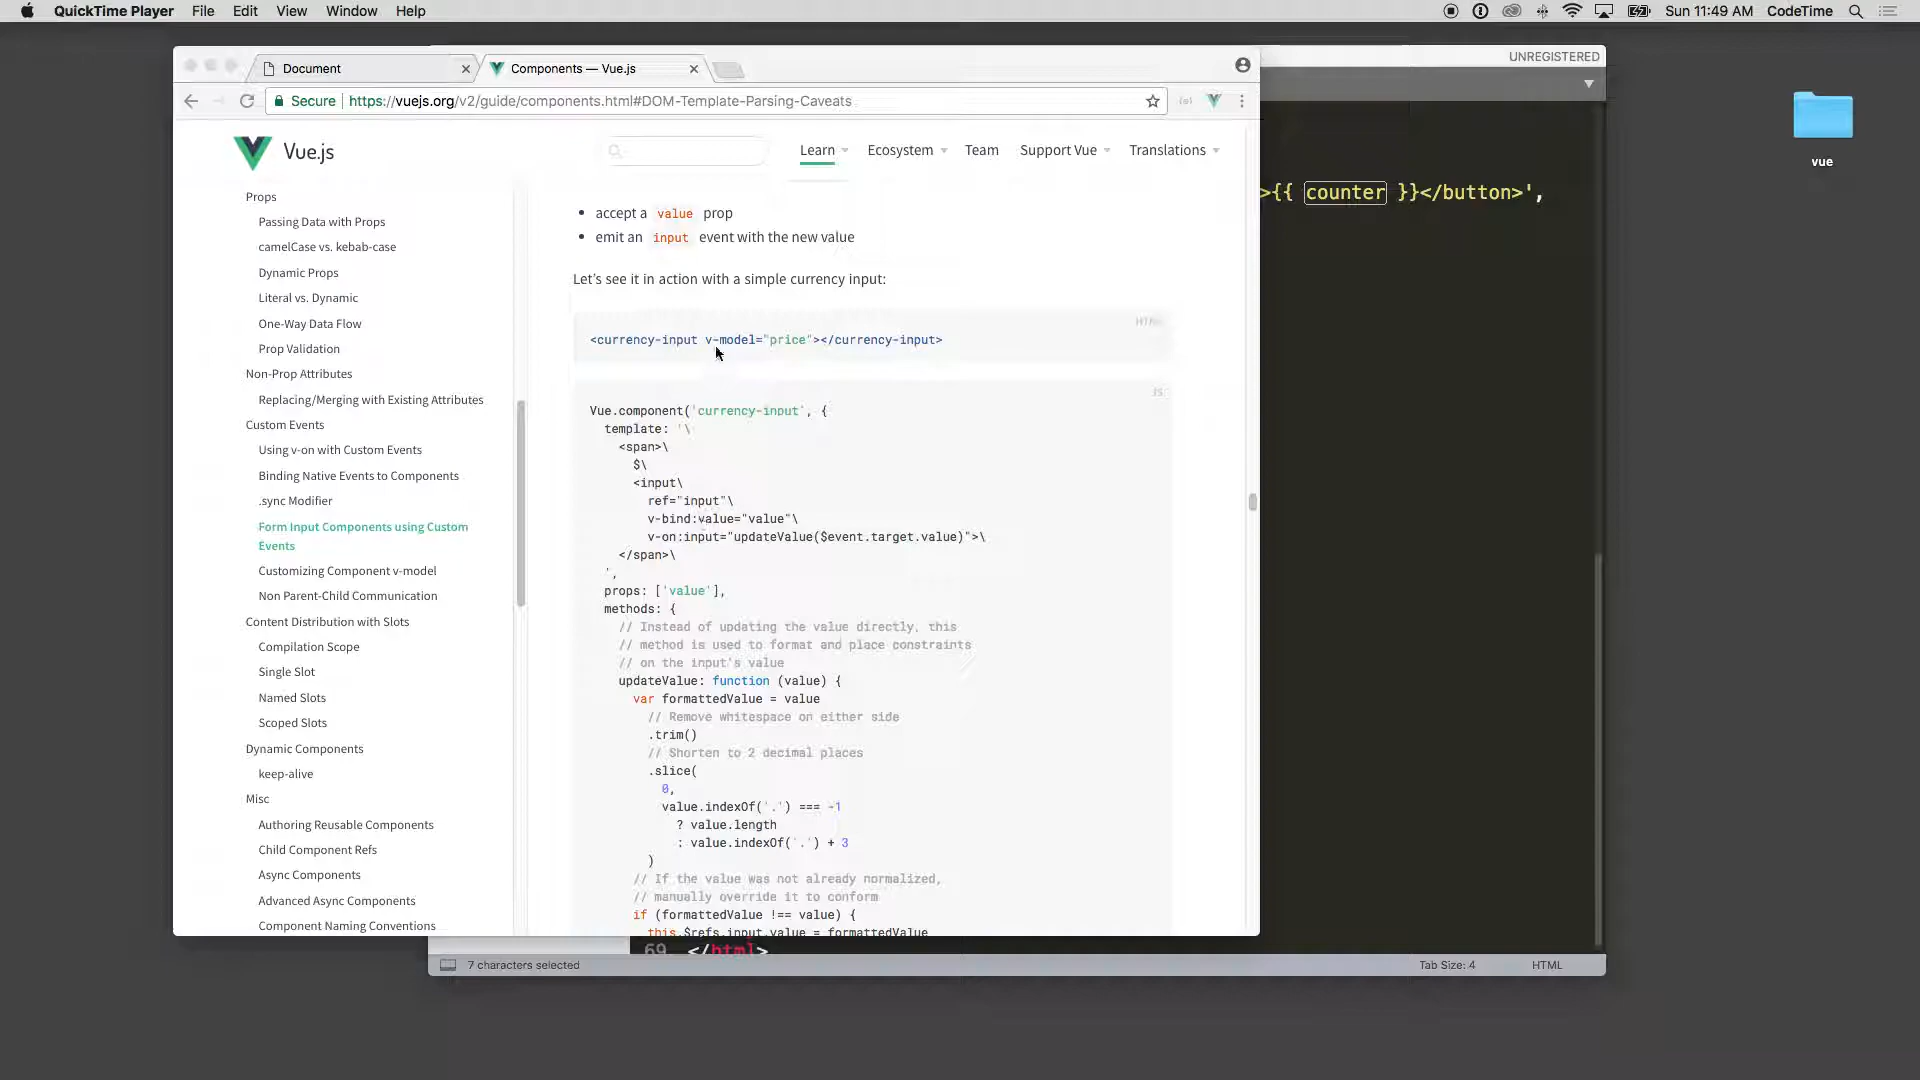 QuickTime Player File Edit View Window Help
Sun 11:49 AM CodeTime
Document
Components — Vue.js
UNREGISTERED
Secure https://vuejs.org/v2/guide/components.html#DOM-Template-Parsing-Caveats
Vue.js
Learn Ecosystem Team Support Vue Translations
vue
>{{ counter }}</button>',
Props
Passing Data with Props
camelCase vs. kebab-case
Dynamic Props
Literal vs. Dynamic
One-Way Data Flow
Prop Validation
Non-Prop Attributes
Replacing/Merging with Existing Attributes
Custom Events
Using v-on with Custom Events
Binding Native Events to Components
.sync Modifier
Form Input Components using Custom
Events
Customizing Component v-model
Non Parent-Child Communication
Content Distribution with Slots
Compilation Scope
Single Slot
Named Slots
Scoped Slots
Dynamic Components
keep-alive
Misc
Authoring Reusable Components
Child Component Refs
Async Components
Advanced Async Components
Component Naming Conventions
accept a value prop
emit an input event with the new value
Let's see it in action with a simple currency input:
HTML
<currency-input v-model="price"></currency-input>
JS
Vue.component('currency-input', {
template: '\
<span>\
$\
<input\
ref="input"\
v-bind:value="value"\
v-on:input="updateValue($event.target.value)">\
</span>\
',
props: ['value'],
methods: {
// Instead of updating the value directly, this
// method is used to format and place constraints
// on the input's value
updateValue: function (value) {
var formattedValue = value
// Remove whitespace on either side
.trim()
// Shorten to 2 decimal places
.slice(
0,
value.indexOf('.') === -1
? value.length
: value.indexOf('.') + 3
)
// If the value was not already normalized,
// manually override it to conform
if (formattedValue !== value) {
this.$refs.input.value = formattedValue
69 </html>
7 characters selected
Tab Size: 4
HTML